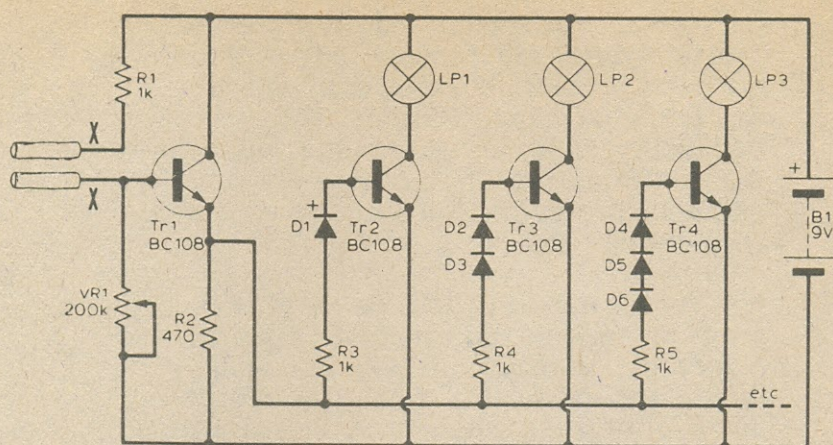 R1
1k
LP1
LP2
LP3
X
X
Tr1
BC108
+
D1
Tr2
BC108
D2
D3
Tr3
BC108
D4
D5
D6
Tr4
BC108
+
B1
9V
VR1
200k
R2
470
R3
1k
R4
1k
R5
1k
etc